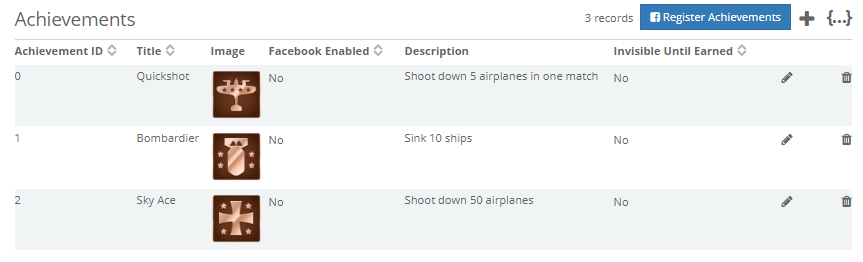 Achievements
3 records
Register Achievements
{...}
Achievement ID Title Image Facebook Enabled Description Invisible Until Earned
0 Quickshot No Shoot down 5 airplanes in one match No
1 Bombardier No Sink 10 ships No
2 Sky Ace No Shoot down 50 airplanes No